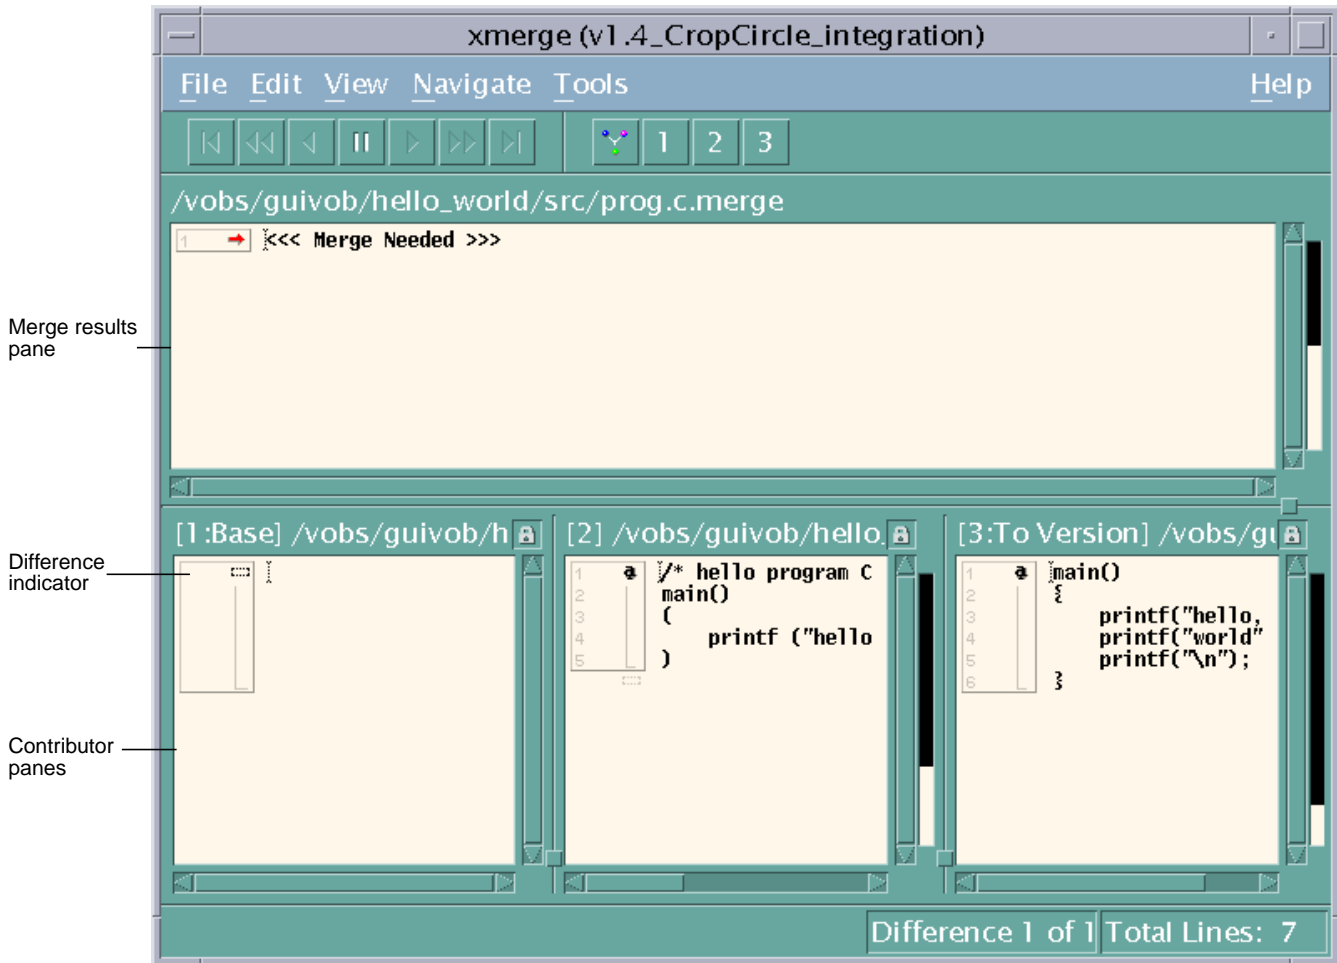 xmerge (v1.4_CropCircle_integration)
File Edit View Navigate Tools Help
1 2 3
/vobs/guivob/hello_world/src/prog.c.merge
1 <<< Merge Needed >>>
Merge results
pane
[1:Base] /vobs/guivob/h
Difference
indicator
Contributor
panes
[2] /vobs/guivob/hello
1 /* hello program C
2 main()
3 (
4 printf ("hello
5 )
[3:To Version] /vobs/gu
1 main()
2 {
3 printf("hello,
4 printf("world"
5 printf("\n");
6 }
Difference 1 of 1
Total Lines: 7